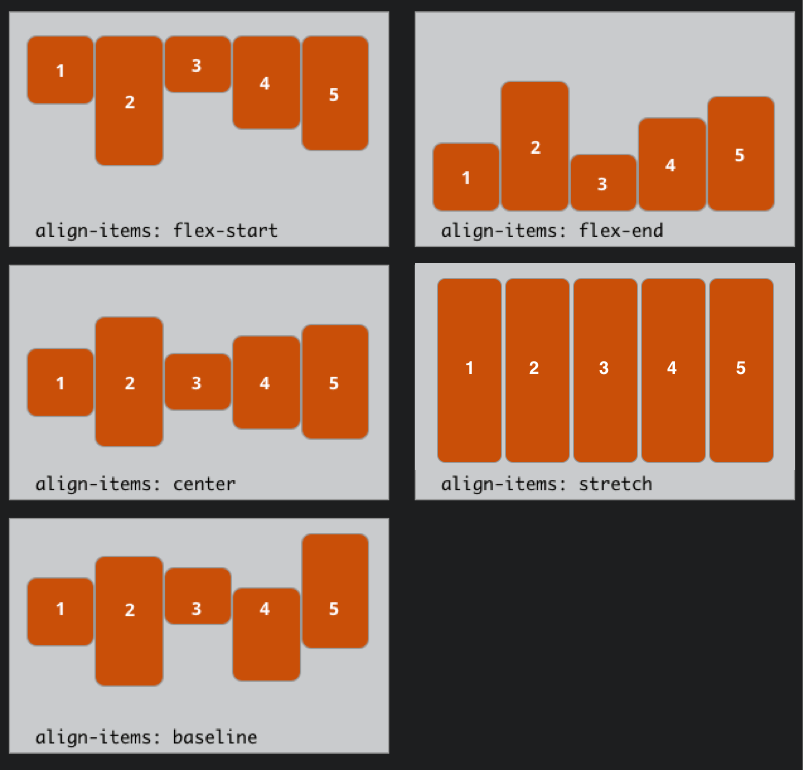 1 2 3 4 5
align-items: flex-start
1 2 3 4 5
align-items: flex-end
1 2 3 4 5
align-items: center
1 2 3 4 5
align-items: stretch
1 2 3 4 5
align-items: baseline